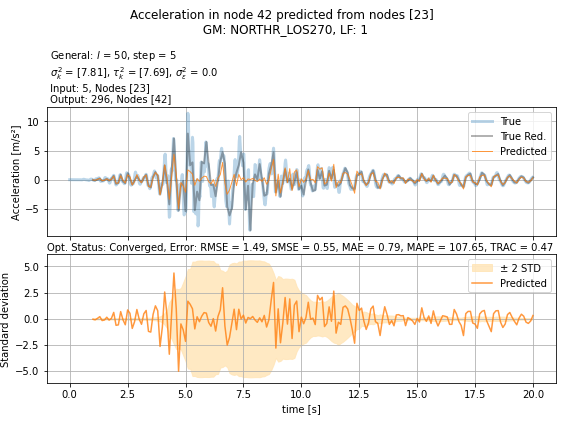 Acceleration in node 42 predicted from nodes [23]
GM: NORTHR_LOS270, LF: 1
General: l = 50, step = 5
σ²ₖ = [7.81], τ²ₖ = [7.69], σ²ε = 0.0
Input: 5, Nodes [23]
Output: 296, Nodes [42]
True
True Red.
Predicted
10
5
0
−5
Acceleration [m/s²]
Opt. Status: Converged, Error: RMSE = 1.49, SMSE = 0.55, MAE = 0.79, MAPE = 107.65, TRAC = 0.47
± 2 STD
Predicted
5.0
2.5
0.0
−2.5
−5.0
Standard deviation
0.0 2.5 5.0 7.5 10.0 12.5 15.0 17.5 20.0
time [s]